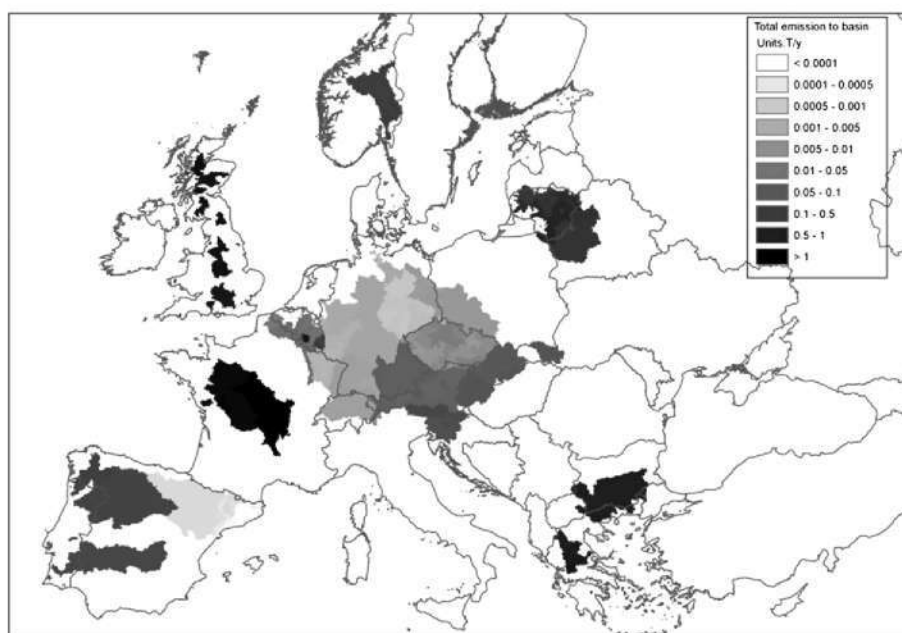 Total emission to basin
Units.T/y
< 0.0001
0.0001 - 0.0005
0.0005 - 0.001
0.001 - 0.005
0.005 - 0.01
0.01 - 0.05
0.05 - 0.1
0.1 - 0.5
0.5 - 1
> 1